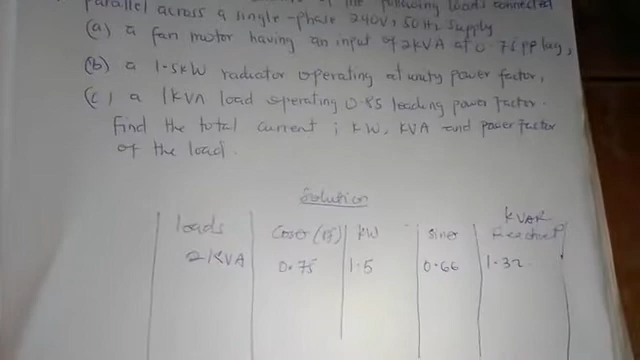 parallel across a single-phase 240V, 50Hz supply
(a) a fan motor having an input of 2KVA at 0.75 pf lag,
(b) a 1.5KW radiator operating at unity power factor,
(c) a 1KVA load operating 0.85 leading power factor.
Find the total current i KW, KVA and power factor
of the load.
Solution
loads
KW
KVAR
2KVA 0.75 1.5 0.66 1.32